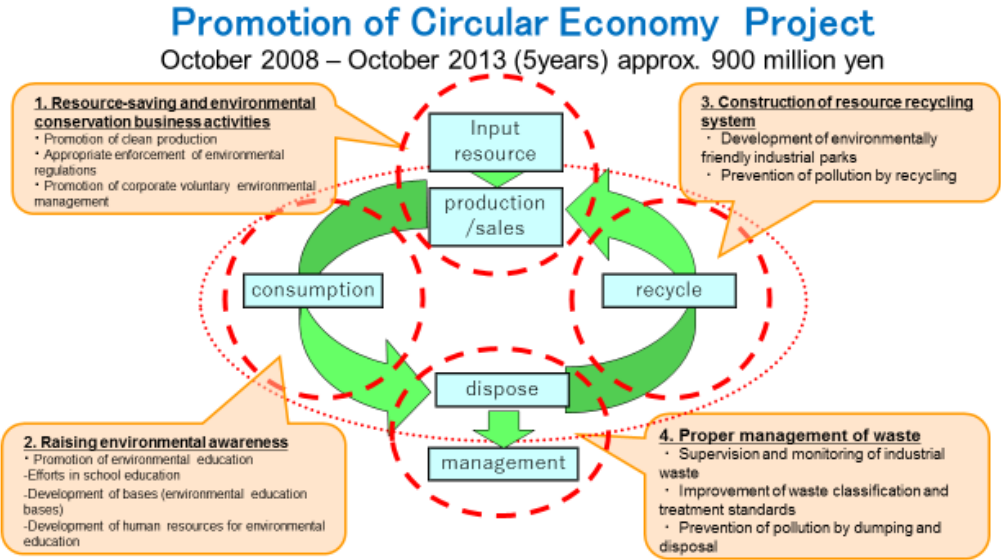 Promotion of Circular Economy Project
October 2008 – October 2013 (5years) approx. 900 million yen
1. Resource-saving and environmental
conservation business activities
・Promotion of clean production
・Appropriate enforcement of environmental
regulations
・Promotion of corporate voluntary environmental
management
3. Construction of resource recycling
system
・ Development of environmentally
friendly industrial parks
・ Prevention of pollution by recycling
Input
resource
production
/sales
consumption
recycle
dispose
management
2. Raising environmental awareness
・Promotion of environmental education
-Efforts in school education
-Development of bases (environmental education
bases)
-Development of human resources for environmental
education
4. Proper management of waste
・ Supervision and monitoring of industrial
waste
・ Improvement of waste classification and
treatment standards
・ Prevention of pollution by dumping and
disposal